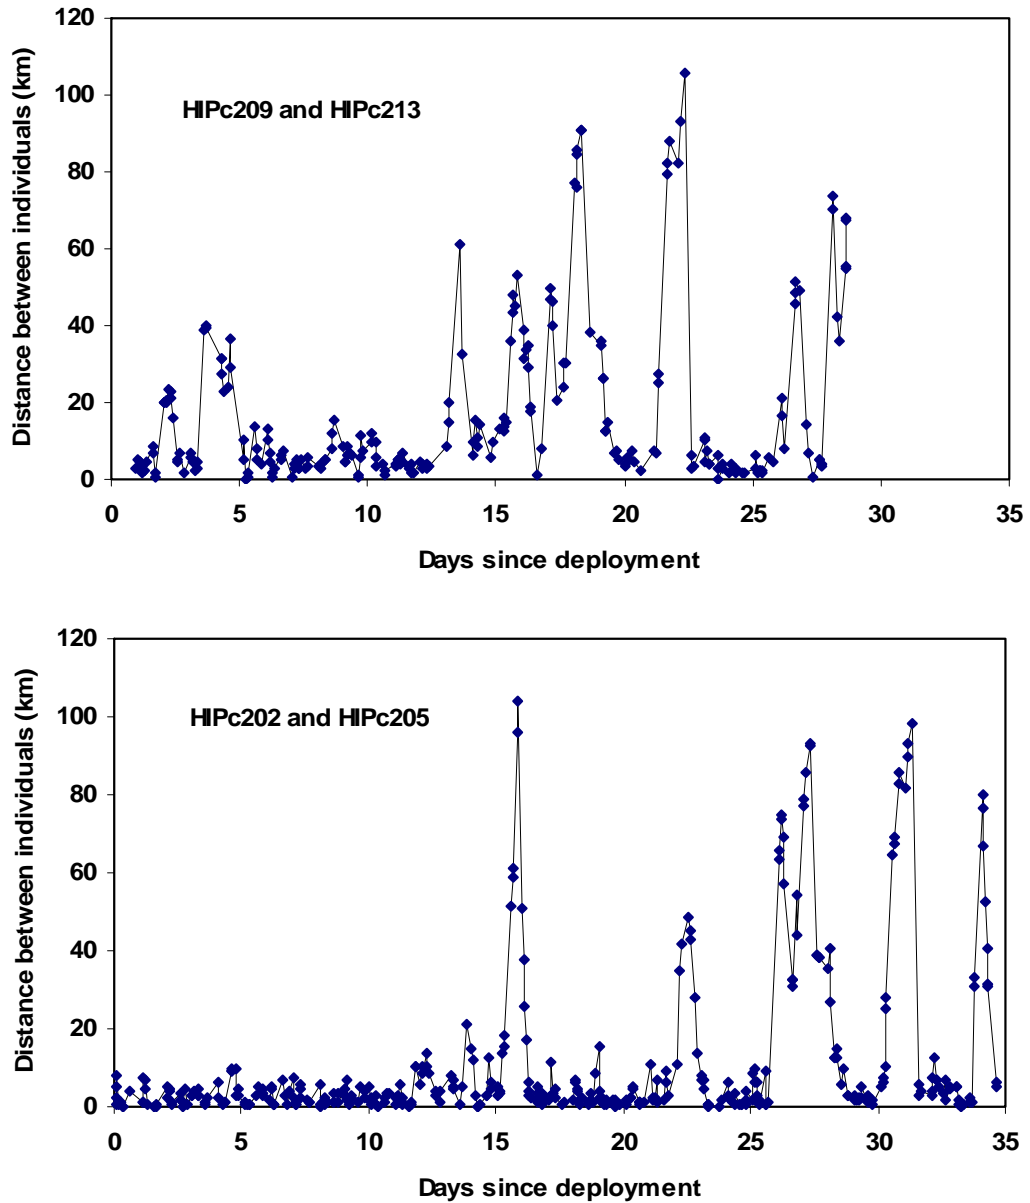 120
100
80
60
40
20
0
Distance between individuals (km)
HIPc209 and HIPc213
0 5 10 15 20 25 30 35
Days since deployment
120
100
80
60
40
20
0
Distance between individuals (km)
HIPc202 and HIPc205
0 5 10 15 20 25 30 35
Days since deployment